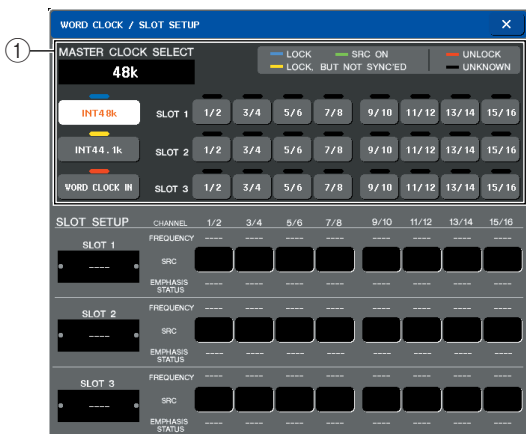 WORD CLOCK / SLOT SETUP ×
1
MASTER CLOCK SELECT
48k
LOCK SRC ON UNLOCK
LOCK, BUT NOT SYNC'ED UNKNOWN
INT48k SLOT 1 1/2 3/4 5/6 7/8 9/10 11/12 13/14 15/16
INT44.1k SLOT 2 1/2 3/4 5/6 7/8 9/10 11/12 13/14 15/16
WORD CLOCK IN SLOT 3 1/2 3/4 5/6 7/8 9/10 11/12 13/14 15/16
SLOT SETUP CHANNEL 1/2 3/4 5/6 7/8 9/10 11/12 13/14 15/16
SLOT 1 FREQUENCY ---- ---- ---- ---- ---- ---- ---- ----
---- SRC
EMPHASIS STATUS ---- ---- ---- ---- ---- ---- ---- ----
SLOT 2 FREQUENCY ---- ---- ---- ---- ---- ---- ---- ----
---- SRC
EMPHASIS STATUS ---- ---- ---- ---- ---- ---- ---- ----
SLOT 3 FREQUENCY ---- ---- ---- ---- ---- ---- ---- ----
---- SRC
EMPHASIS STATUS ---- ---- ---- ---- ---- ---- ---- ----